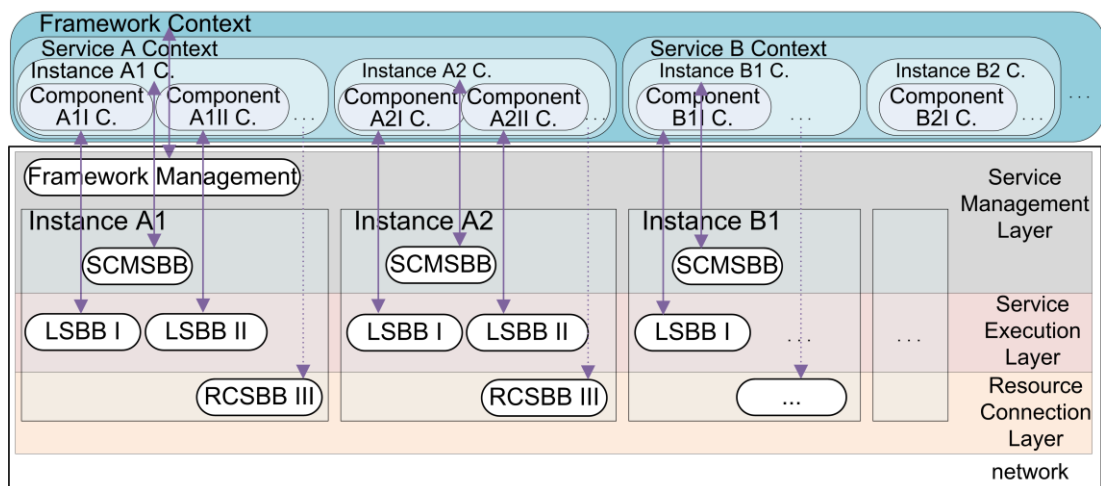 Framework Context
Service A Context
Service B Context
Instance A1 C.
Instance A2 C.
Instance B1 C.
Instance B2 C.
Component
A1I C.
Component
A1II C.
. . .
Component
A2I C.
Component
A2II C.
. . .
Component
B1I C.
. . .
Component
B2I C.
. . .
. . .
Framework Management
Service
Management
Layer
Instance A1
Instance A2
Instance B1
SCMSBB
SCMSBB
SCMSBB
LSBB I
LSBB II
LSBB I
LSBB II
LSBB I
. . .
. . .
Service
Execution
Layer
RCSBB III
RCSBB III
...
Resource
Connection
Layer
network